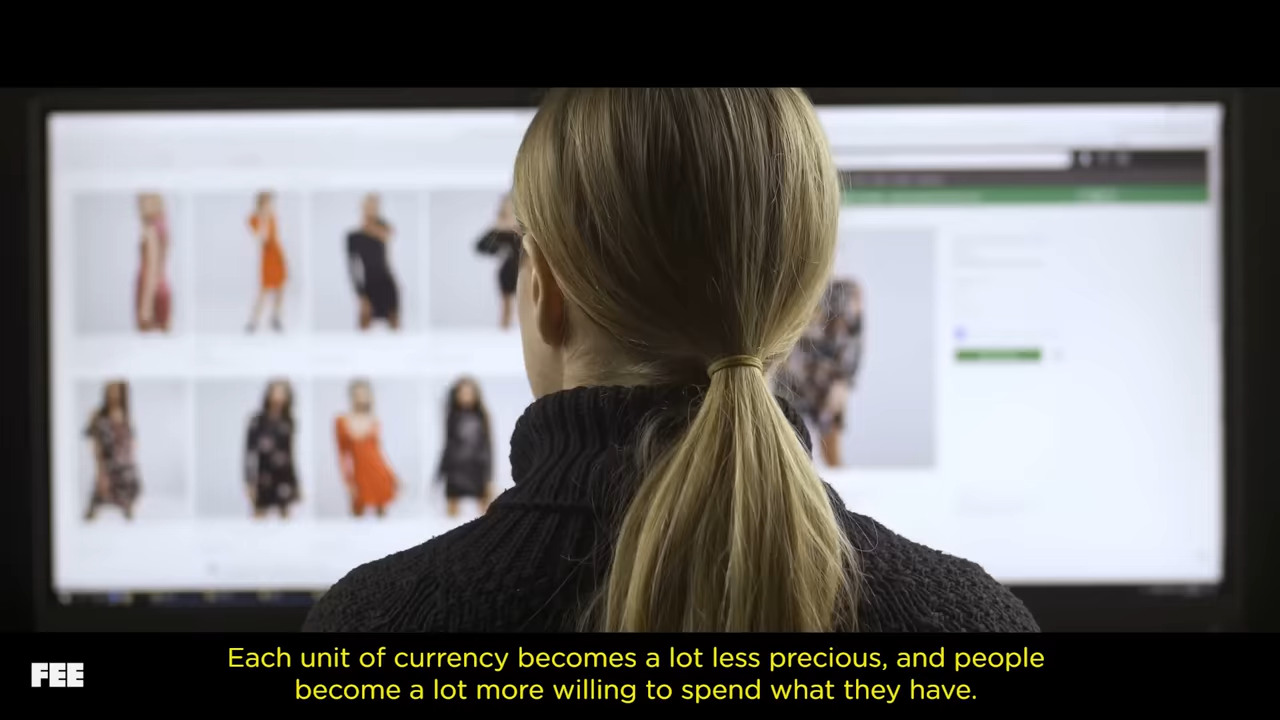 FEE
Each unit of currency becomes a lot less precious, and people
become a lot more willing to spend what they have.